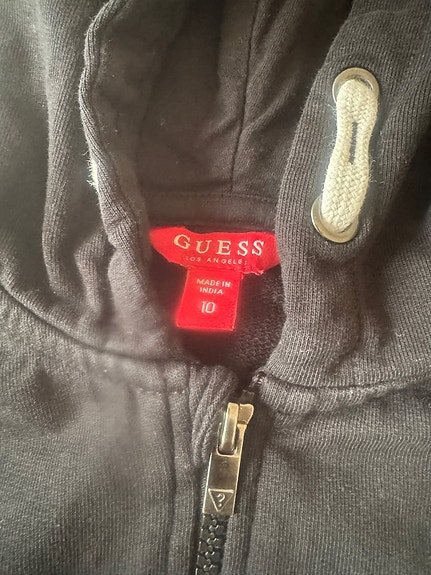 GUESS
LOS ANGELES
MADE IN
INDIA
10
?